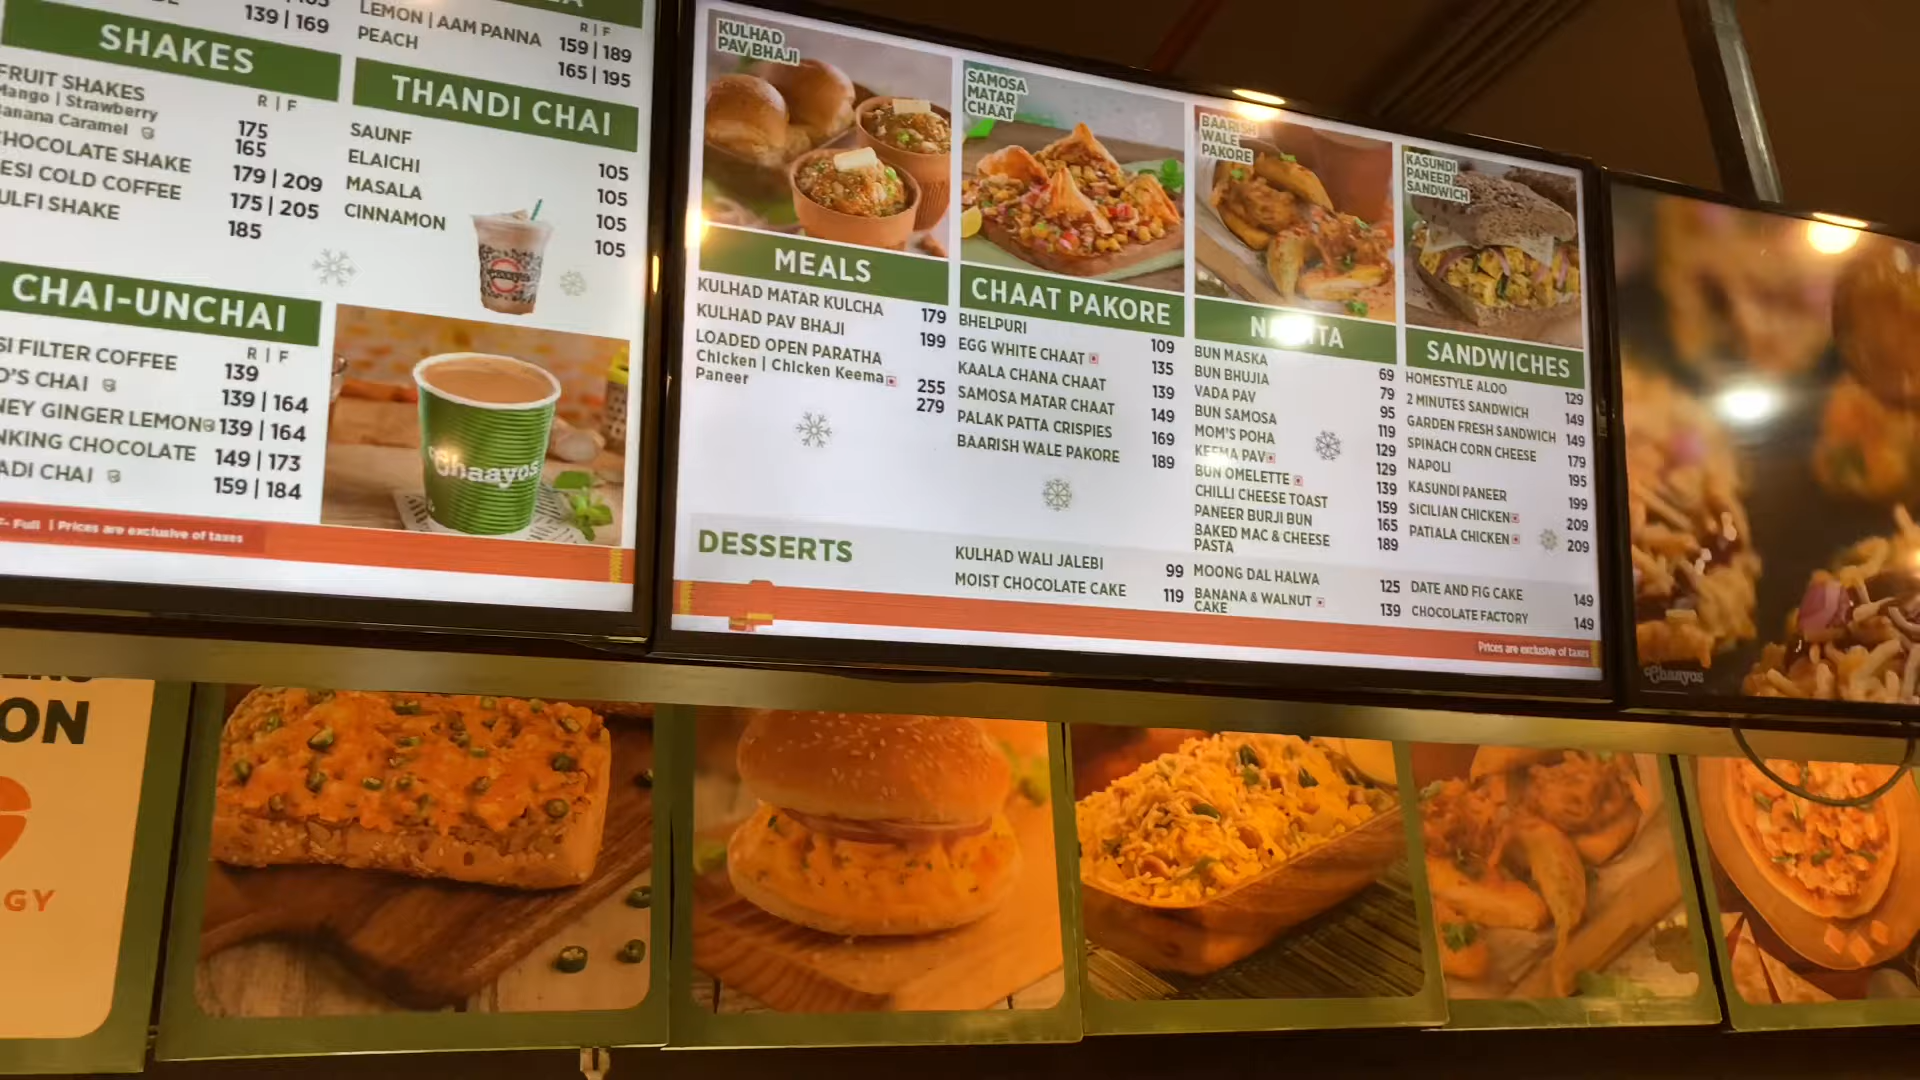 139 | 169
SHAKES
R | F
FRUIT SHAKES
Mango | Strawberry 175
Banana Caramel 165
CHOCOLATE SHAKE 179 | 209
DESI COLD COFFEE 175 | 205
KULFI SHAKE 185
R | F
LEMON | AAM PANNA 159 | 189
PEACH 165 | 195
THANDI CHAI
SAUNF 105
ELAICHI 105
MASALA 105
CINNAMON 105
CHAI-UNCHAI
R | F
SI FILTER COFFEE 139
D'S CHAI 139 | 164
NEY GINGER LEMON 139 | 164
NKING CHOCOLATE 149 | 173
ADI CHAI 159 | 184
Chaayos
F- Full | Prices are exclusive of taxes
KULHAD
PAV BHAJI
MEALS
KULHAD MATAR KULCHA 179
KULHAD PAV BHAJI 199
LOADED OPEN PARATHA
Chicken | Chicken Keema 255
Paneer 279
SAMOSA
MATAR
CHAAT
CHAAT PAKORE
BHELPURI 109
EGG WHITE CHAAT 135
KAALA CHANA CHAAT 139
SAMOSA MATAR CHAAT 149
PALAK PATTA CRISPIES 169
BAARISH WALE PAKORE 189
BAARISH
WALE
PAKORE
BUN MASKA 69
BUN BHUJIA 79
VADA PAV 95
BUN SAMOSA 119
MOM'S POHA 129
KEEMA PAV 129
BUN OMELETTE 139
CHILLI CHEESE TOAST 159
PANEER BURJI BUN 165
BAKED MAC & CHEESE 189
PASTA
KASUNDI
PANEER
SANDWICH
SANDWICHES
HOMESTYLE ALOO 129
2 MINUTES SANDWICH 149
GARDEN FRESH SANDWICH 149
SPINACH CORN CHEESE 179
NAPOLI 195
KASUNDI PANEER 199
SICILIAN CHICKEN 209
PATIALA CHICKEN 209
DESSERTS
KULHAD WALI JALEBI 99
MOIST CHOCOLATE CAKE 119
MOONG DAL HALWA 125
BANANA & WALNUT 139
CAKE
DATE AND FIG CAKE 149
CHOCOLATE FACTORY 149
Prices are exclusive of taxes
Chaayos
ON
GY